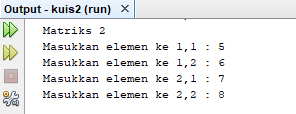 Output - kuis2 (run) ×
Matriks 2
Masukkan elemen ke 1,1 : 5
Masukkan elemen ke 1,2 : 6
Masukkan elemen ke 2,1 : 7
Masukkan elemen ke 2,2 : 8